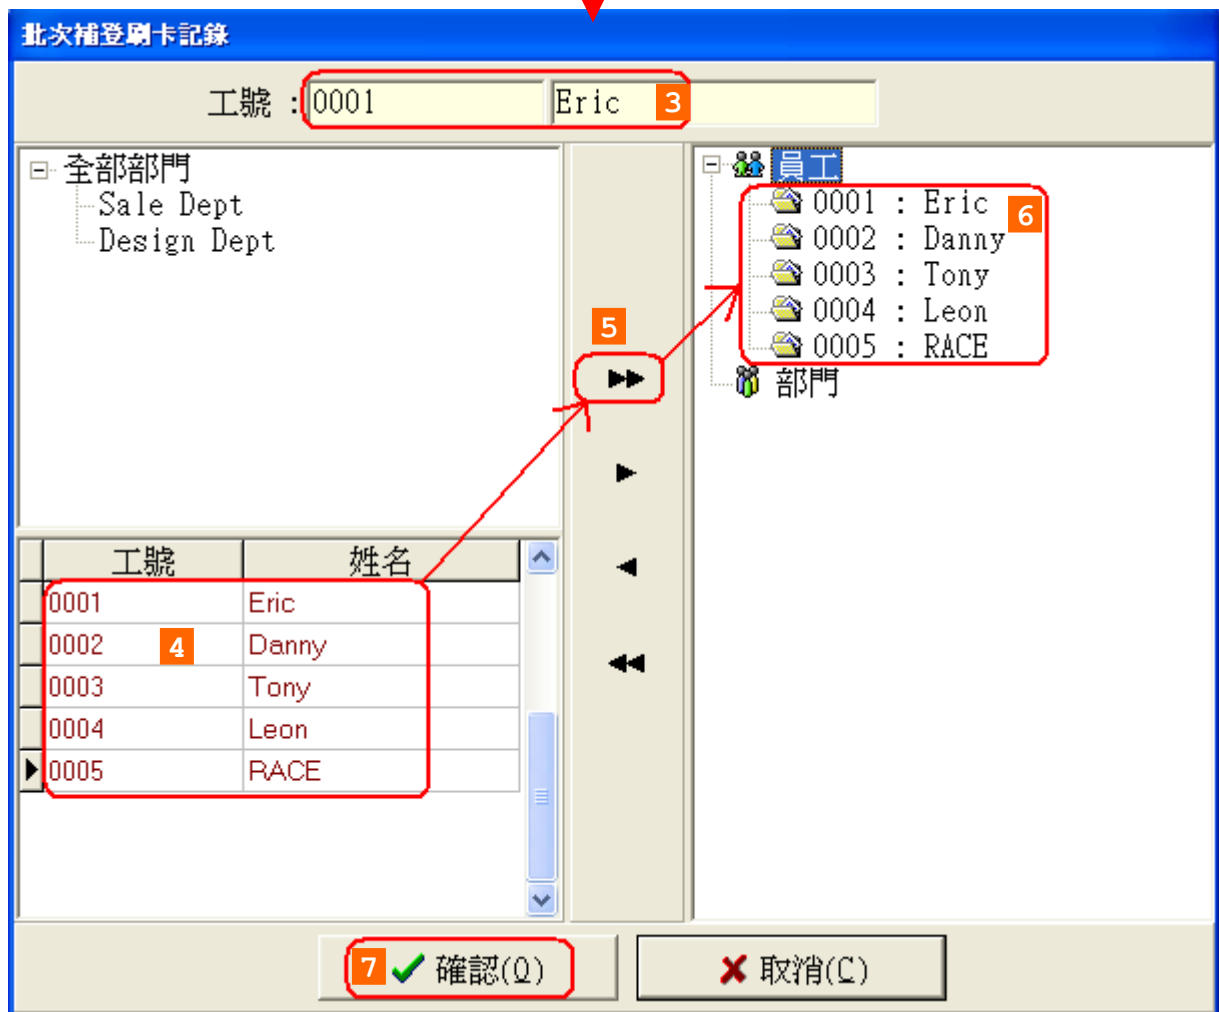 批次補登刷卡記錄
工號 : 0001 Eric 3
全部部門
Sale Dept
Design Dept
員工
0001 : Eric 6
0002 : Danny
0003 : Tony
0004 : Leon
0005 : RACE
部門
5
工號 姓名
0001 Eric
0002 4 Danny
0003 Tony
0004 Leon
0005 RACE
7 確認(O) 取消(C)